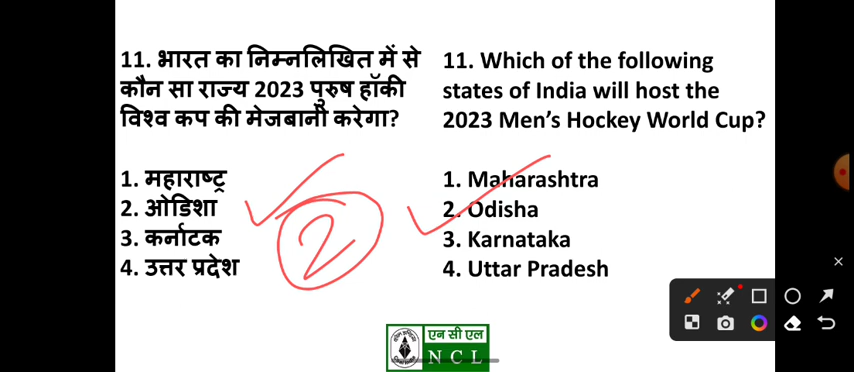 11. भारत का निम्नलिखित में से
कौन सा राज्य 2023 पुरुष हॉकी
विश्व कप की मेजबानी करेगा?
1. महाराष्ट्र
2. ओडिशा
3. कर्नाटक
4. उत्तर प्रदेश
11. Which of the following
states of India will host the
2023 Men’s Hockey World Cup?
1. Maharashtra
2. Odisha
3. Karnataka
4. Uttar Pradesh
2
एन सी एल
NCL